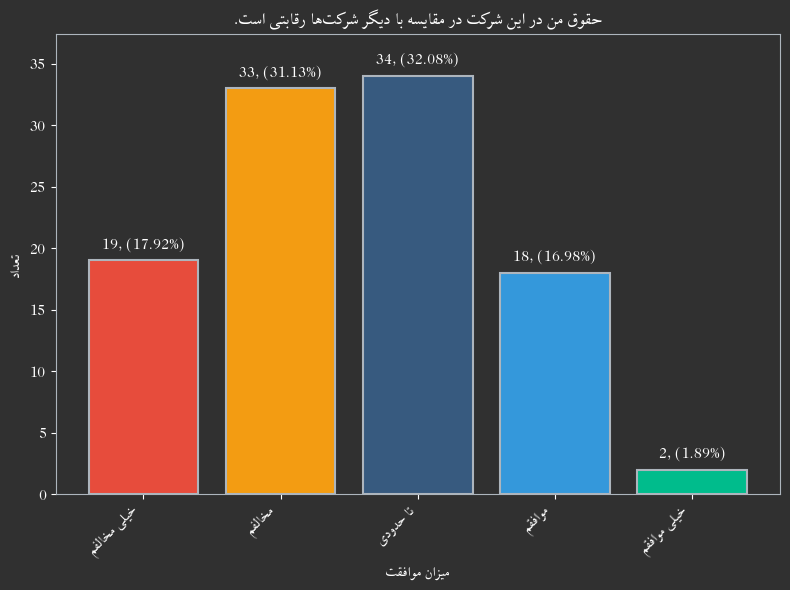 حقوق من در این شرکت در مقایسه با دیگر شرکت‌ها رقابتی است.
تعداد
35
30
25
20
15
10
5
0
19, (17.92%)
33, (31.13%)
34, (32.08%)
18, (16.98%)
2, (1.89%)
خیلی مخالفم
مخالفم
تا حدودی
موافقم
خیلی موافقم
میزان موافقت